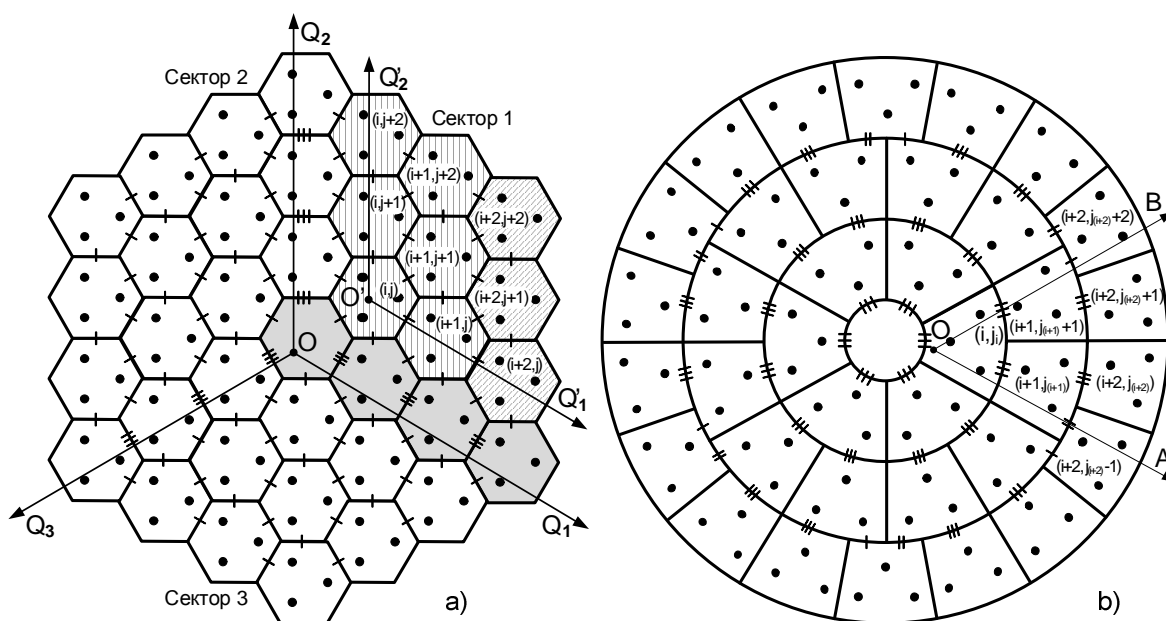 Q₂
Q'₂
Сектор 2
Сектор 1
(i,j+2)
(i+1,j+2)
(i,j+1)
(i+2,j+2)
(i+1,j+1)
O'
(i,j)
(i+2,j+1)
(i+1,j)
O
(i+2,j)
Q'₁
Q₃
Q₁
Сектор 3
a)
B
(i+2,j₍ᵢ₊₂₎+2)
(i+2,j₍ᵢ₊₂₎+1)
O
(i,jᵢ)
(i+1,j₍ᵢ₊₁₎+1)
(i+1,j₍ᵢ₊₁₎)
(i+2,j₍ᵢ₊₂₎)
A
(i+2,j₍ᵢ₊₂₎-1)
b)